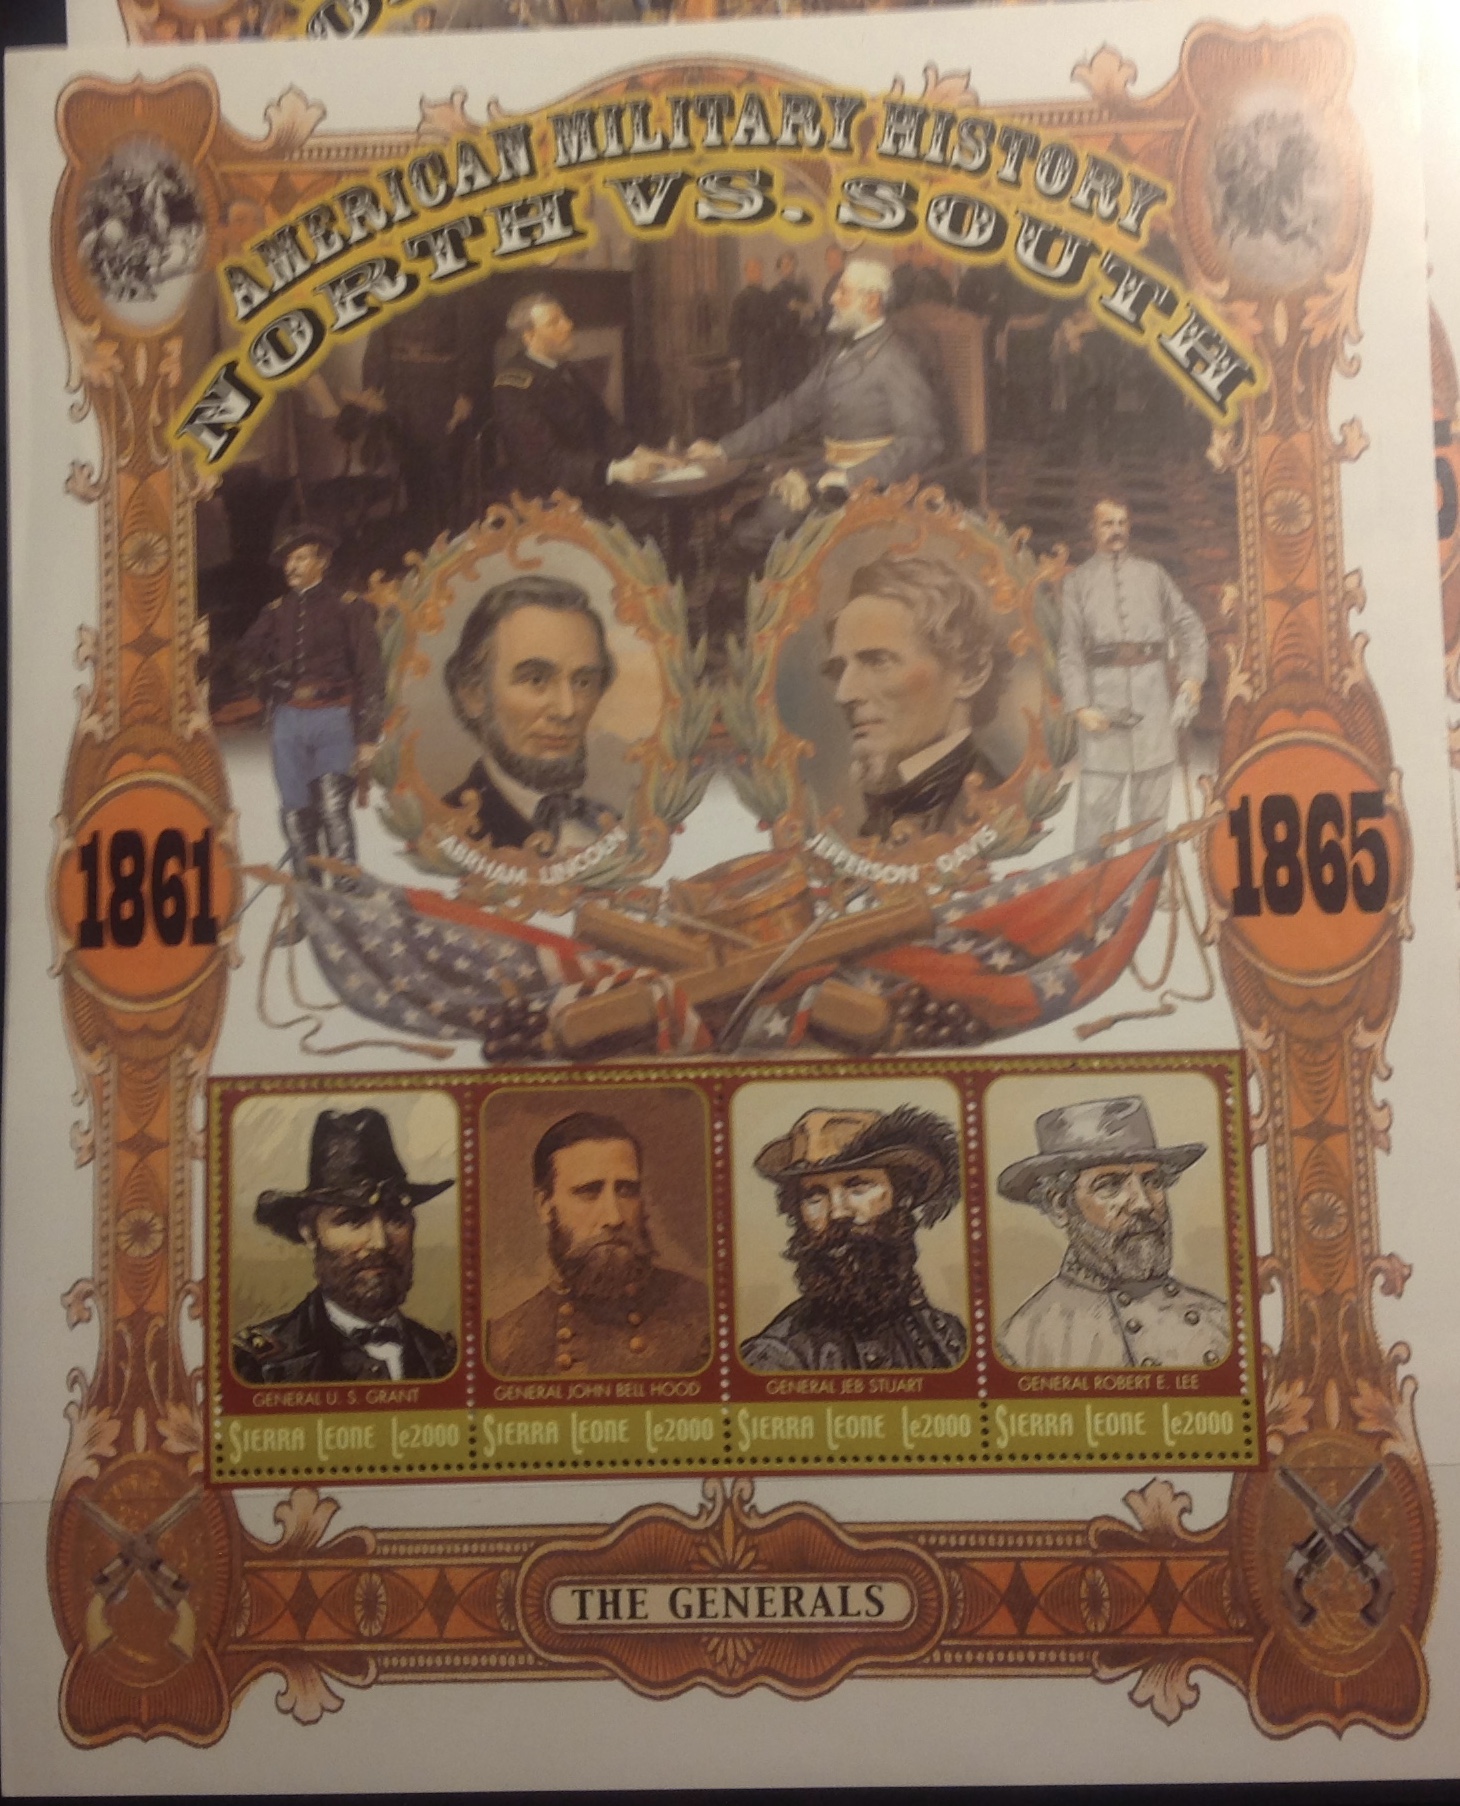 AMERICAN MILITARY HISTORY
NORTH VS. SOUTH
ABRHAM LINCOLN
JEFFERSON DAVIS
1861
1865
GENERAL U. S. GRANT
GENERAL JOHN BELL HOOD
GENERAL JEB STUART
GENERAL ROBERT E. LEE
SIERRA LEONE Le2000
SIERRA LEONE Le2000
SIERRA LEONE Le2000
SIERRA LEONE Le2000
THE GENERALS